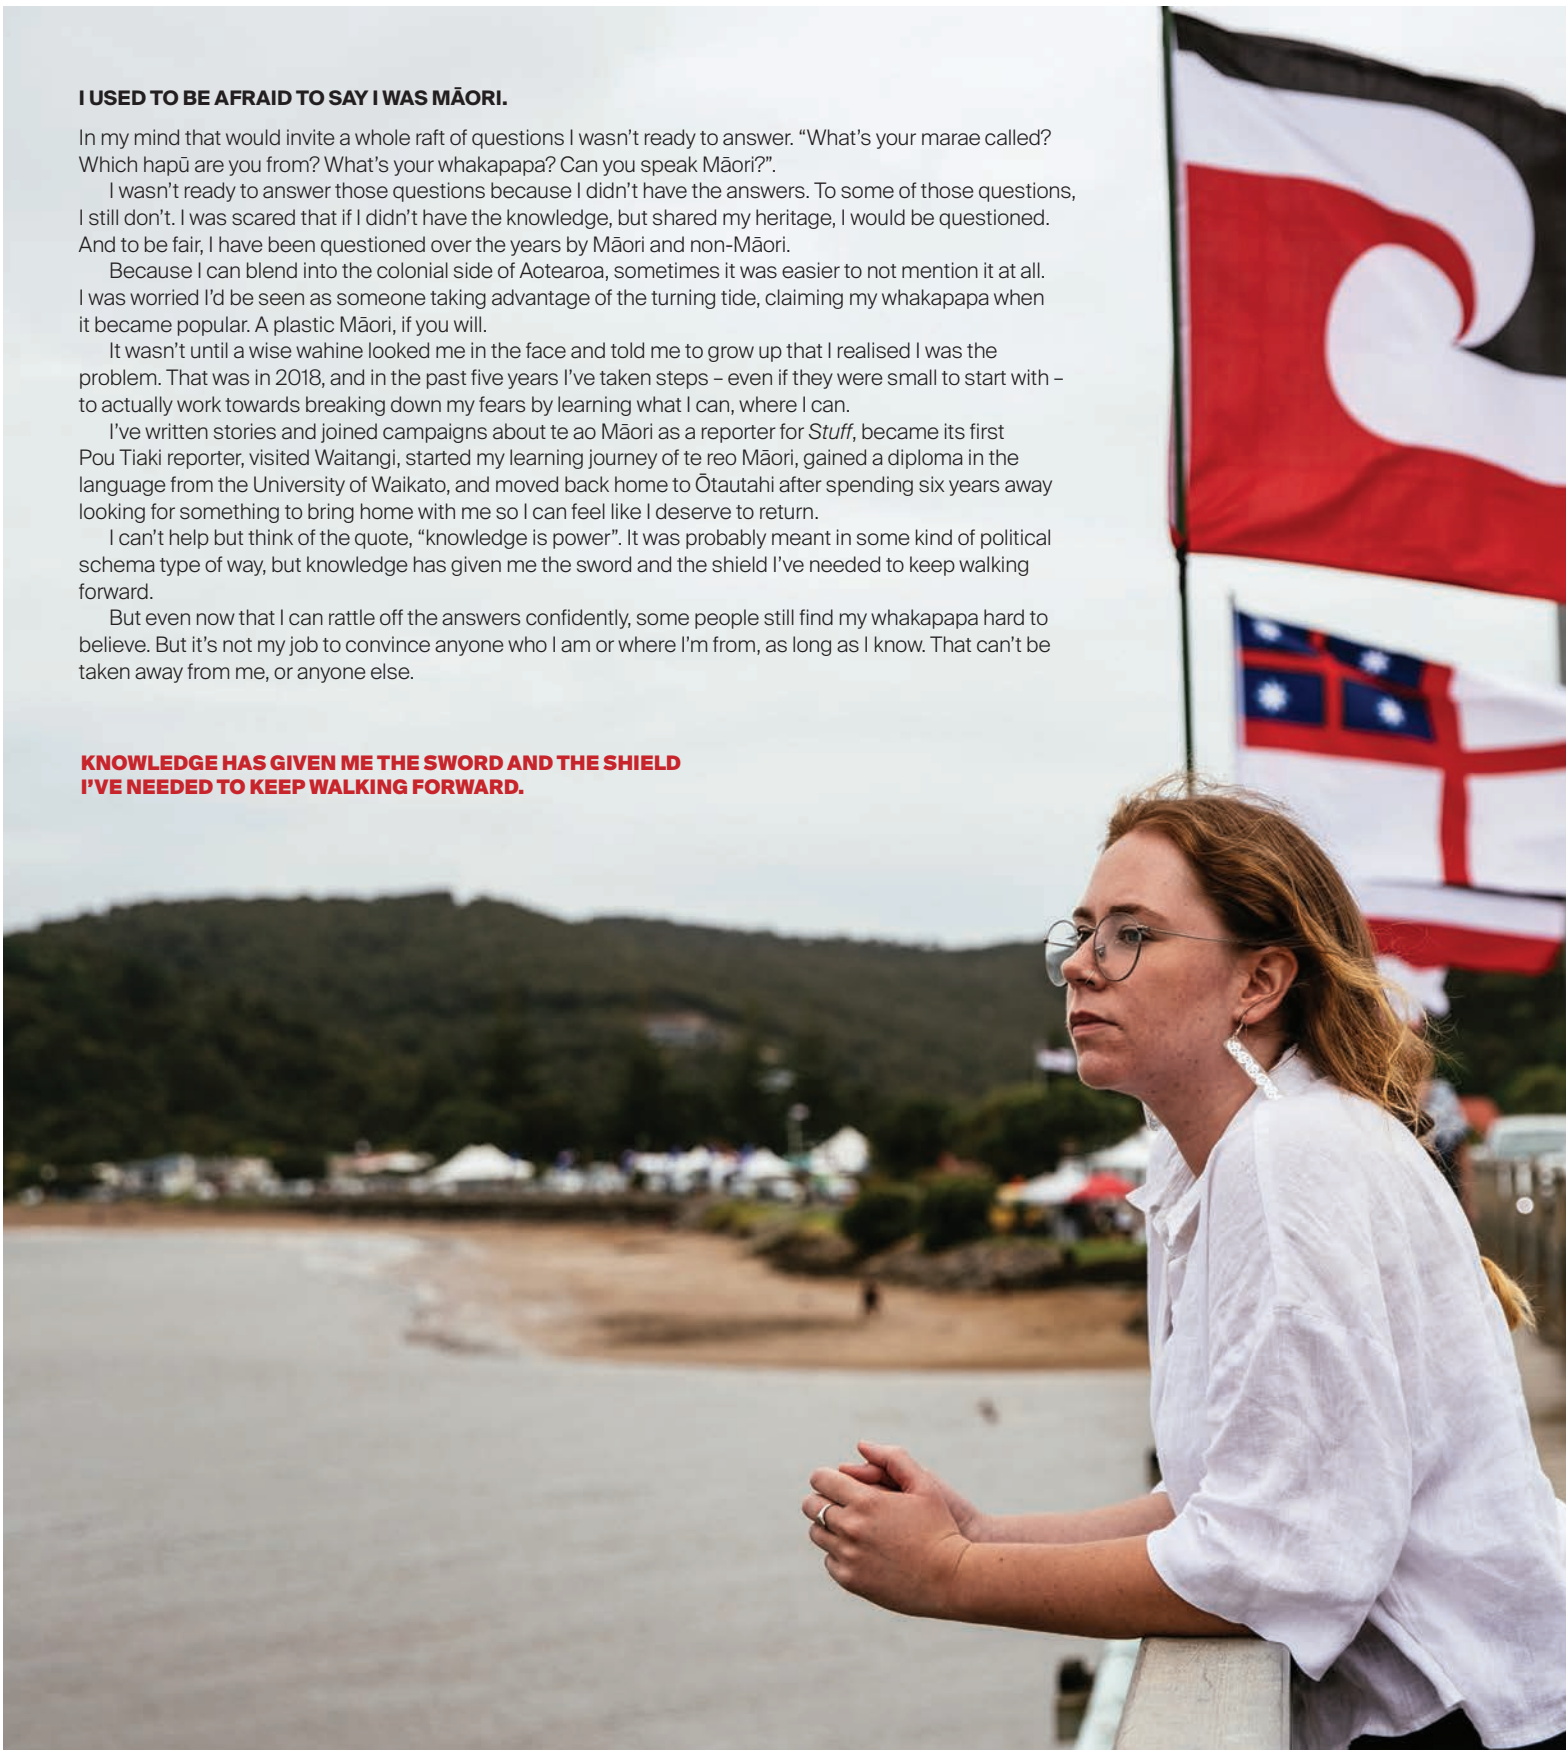 I USED TO BE AFRAID TO SAY I WAS MĀORI.
In my mind that would invite a whole raft of questions I wasn’t ready to answer. “What’s your marae called?
Which hapū are you from? What’s your whakapapa? Can you speak Māori?”.
I wasn’t ready to answer those questions because I didn’t have the answers. To some of those questions,
I still don’t. I was scared that if I didn’t have the knowledge, but shared my heritage, I would be questioned.
And to be fair, I have been questioned over the years by Māori and non-Māori.
Because I can blend into the colonial side of Aotearoa, sometimes it was easier to not mention it at all.
I was worried I’d be seen as someone taking advantage of the turning tide, claiming my whakapapa when
it became popular. A plastic Māori, if you will.
It wasn’t until a wise wahine looked me in the face and told me to grow up that I realised I was the
problem. That was in 2018, and in the past five years I’ve taken steps – even if they were small to start with –
to actually work towards breaking down my fears by learning what I can, where I can.
I’ve written stories and joined campaigns about te ao Māori as a reporter for Stuff, became its first
Pou Tiaki reporter, visited Waitangi, started my learning journey of te reo Māori, gained a diploma in the
language from the University of Waikato, and moved back home to Ōtautahi after spending six years away
looking for something to bring home with me so I can feel like I deserve to return.
I can’t help but think of the quote, “knowledge is power”. It was probably meant in some kind of political
schema type of way, but knowledge has given me the sword and the shield I’ve needed to keep walking
forward.
But even now that I can rattle off the answers confidently, some people still find my whakapapa hard to
believe. But it’s not my job to convince anyone who I am or where I’m from, as long as I know. That can’t be
taken away from me, or anyone else.
KNOWLEDGE HAS GIVEN ME THE SWORD AND THE SHIELD
I’VE NEEDED TO KEEP WALKING FORWARD.